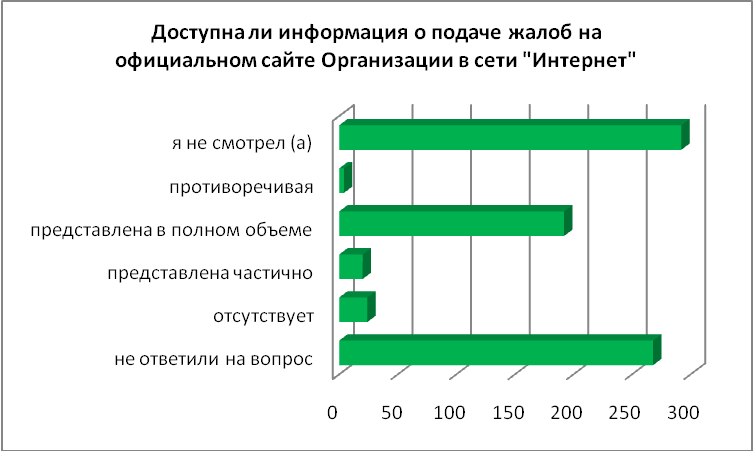 Доступна ли информация о подаче жалоб на
официальном сайте Организации в сети "Интернет"
я не смотрел (а)
противоречивая
представлена в полном объеме
представлена частично
отсутствует
не ответили на вопрос
0 50 100 150 200 250 300